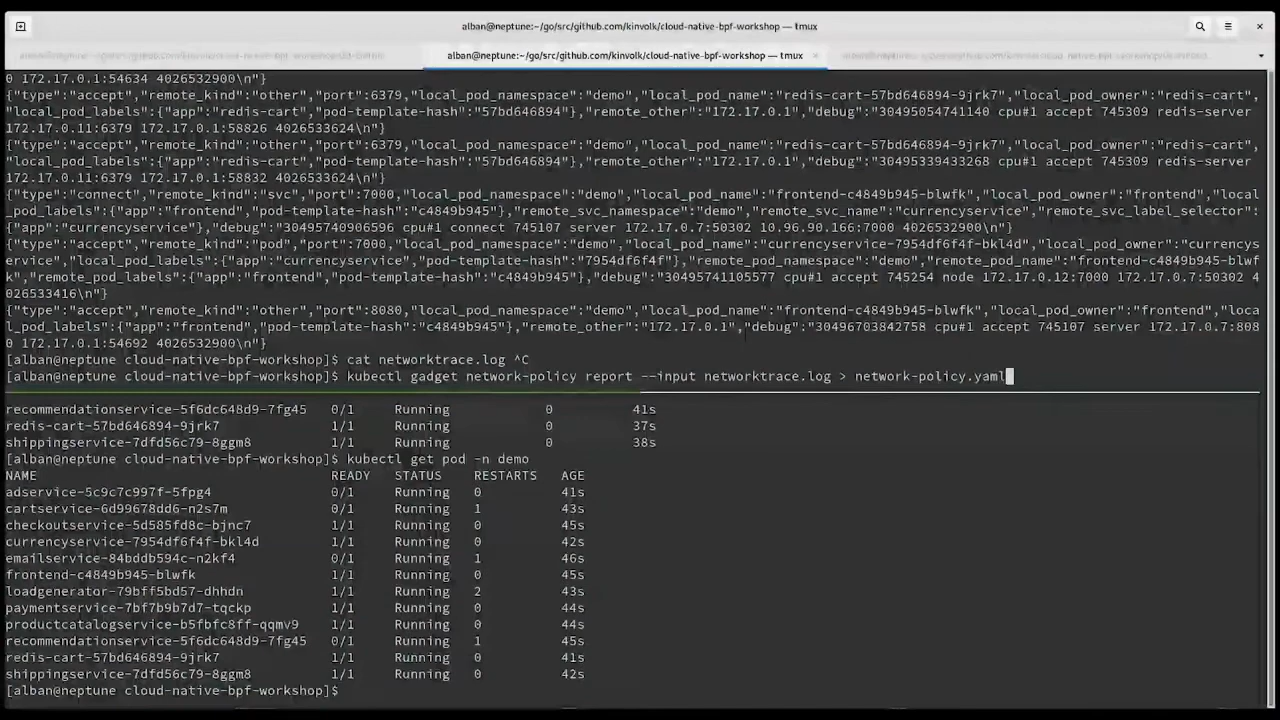 alban@neptune:~/go/src/github.com/kinvolk/cloud-native-bpf-workshop — tmux
alban@neptune:~/go/src/github.com/kinvolk/cloud-native-bpf-workshop — tmux
0 172.17.0.1:54634 4026532900\n"}
{"type":"accept","remote_kind":"other","port":6379,"local_pod_namespace":"demo","local_pod_name":"redis-cart-57bd646894-9jrk7","local_pod_owner":"redis-cart",
"local_pod_labels":{"app":"redis-cart","pod-template-hash":"57bd646894"},"remote_other":"172.17.0.1","debug":"30495054741140 cpu#1 accept 745309 redis-server
172.17.0.11:6379 172.17.0.1:58826 4026533624\n"}
{"type":"accept","remote_kind":"other","port":6379,"local_pod_namespace":"demo","local_pod_name":"redis-cart-57bd646894-9jrk7","local_pod_owner":"redis-cart",
"local_pod_labels":{"app":"redis-cart","pod-template-hash":"57bd646894"},"remote_other":"172.17.0.1","debug":"30495339433268 cpu#1 accept 745309 redis-server
172.17.0.11:6379 172.17.0.1:58832 4026533624\n"}
{"type":"connect","remote_kind":"svc","port":7000,"local_pod_namespace":"demo","local_pod_name":"frontend-c4849b945-blwfk","local_pod_owner":"frontend","local
_pod_labels":{"app":"frontend","pod-template-hash":"c4849b945"},"remote_svc_namespace":"demo","remote_svc_name":"currencyservice","remote_svc_label_selector":
{"app":"currencyservice"},"debug":"30495740906596 cpu#1 connect 745107 server 172.17.0.7:50302 10.96.90.166:7000 4026532900\n"}
{"type":"accept","remote_kind":"pod","port":7000,"local_pod_namespace":"demo","local_pod_name":"currencyservice-7954df6f4f-bkl4d","local_pod_owner":"currencys
ervice","local_pod_labels":{"app":"currencyservice","pod-template-hash":"7954df6f4f"},"remote_pod_namespace":"demo","remote_pod_name":"frontend-c4849b945-blwf
k","remote_pod_labels":{"app":"frontend","pod-template-hash":"c4849b945"},"debug":"30495741105577 cpu#1 accept 745254 node 172.17.0.12:7000 172.17.0.7:50302 4
026533416\n"}
{"type":"accept","remote_kind":"other","port":8080,"local_pod_namespace":"demo","local_pod_name":"frontend-c4849b945-blwfk","local_pod_owner":"frontend","loca
l_pod_labels":{"app":"frontend","pod-template-hash":"c4849b945"},"remote_other":"172.17.0.1","debug":"30496703842758 cpu#1 accept 745107 server 172.17.0.7:808
0 172.17.0.1:54692 4026532900\n"}
[alban@neptune cloud-native-bpf-workshop]$ cat networktrace.log ^C
[alban@neptune cloud-native-bpf-workshop]$ kubectl gadget network-policy report --input networktrace.log > network-policy.yaml
recommendationservice-5f6dc648d9-7fg45 0/1 Running 0 41s
redis-cart-57bd646894-9jrk7 1/1 Running 0 37s
shippingservice-7dfd56c79-8ggm8 1/1 Running 0 38s
[alban@neptune cloud-native-bpf-workshop]$ kubectl get pod -n demo
NAME READY STATUS RESTARTS AGE
adservice-5c9c7c997f-5fpg4 0/1 Running 0 41s
cartservice-6d99678dd6-n2s7m 0/1 Running 1 43s
checkoutservice-5d585fd8c-bjnc7 1/1 Running 0 45s
currencyservice-7954df6f4f-bkl4d 1/1 Running 0 42s
emailservice-84bddb594c-n2kf4 0/1 Running 1 46s
frontend-c4849b945-blwfk 1/1 Running 0 45s
loadgenerator-79bff5bd57-dhhdn 1/1 Running 2 43s
paymentservice-7bf7b9b7d7-tqckp 1/1 Running 0 44s
productcatalogservice-b5fbfc8ff-qqmv9 1/1 Running 0 44s
recommendationservice-5f6dc648d9-7fg45 0/1 Running 1 45s
redis-cart-57bd646894-9jrk7 1/1 Running 0 41s
shippingservice-7dfd56c79-8ggm8 1/1 Running 0 42s
[alban@neptune cloud-native-bpf-workshop]$